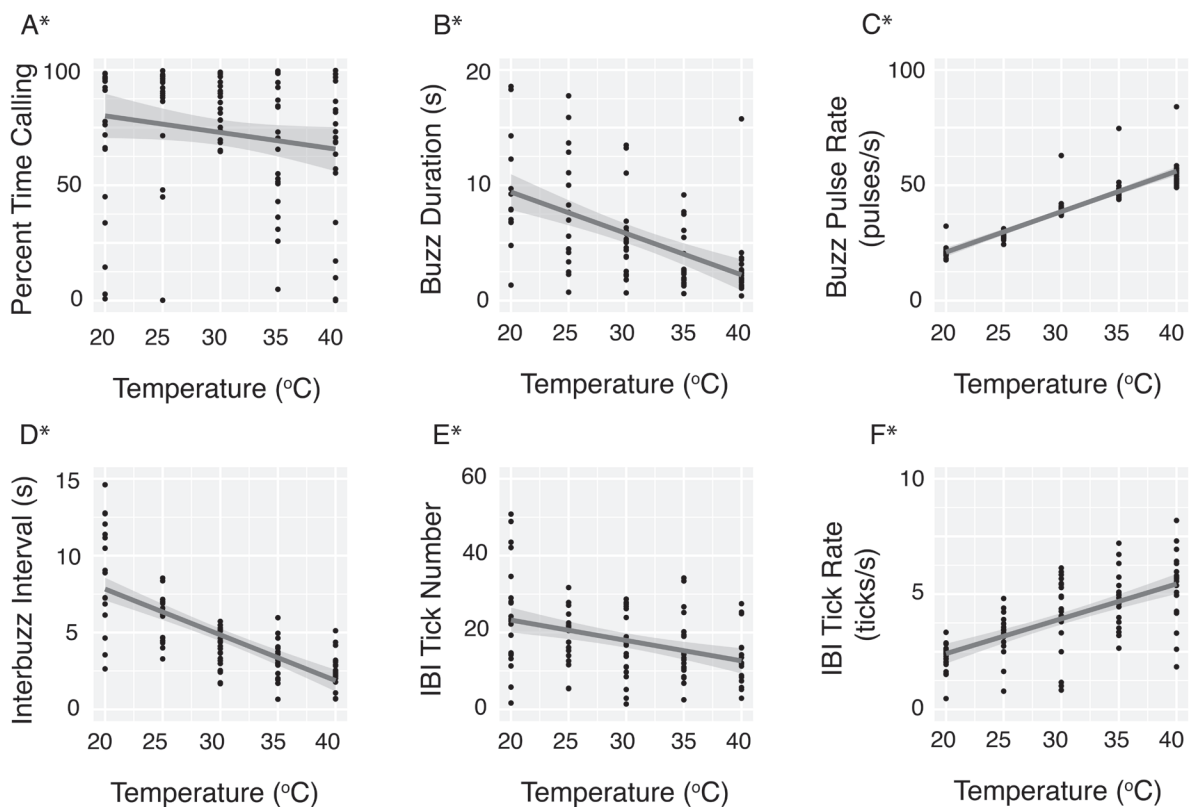 A*
B*
C*
Percent Time Calling
100
50
0
20 25 30 35 40
Temperature (°C)
Buzz Duration (s)
20
10
0
20 25 30 35 40
Temperature (°C)
Buzz Pulse Rate
(pulses/s)
100
50
0
20 25 30 35 40
Temperature (°C)
D*
E*
F*
Interbuzz Interval (s)
15
10
5
0
20 25 30 35 40
Temperature (°C)
IBI Tick Number
60
40
20
0
20 25 30 35 40
Temperature (°C)
IBI Tick Rate
(ticks/s)
10
5
0
20 25 30 35 40
Temperature (°C)